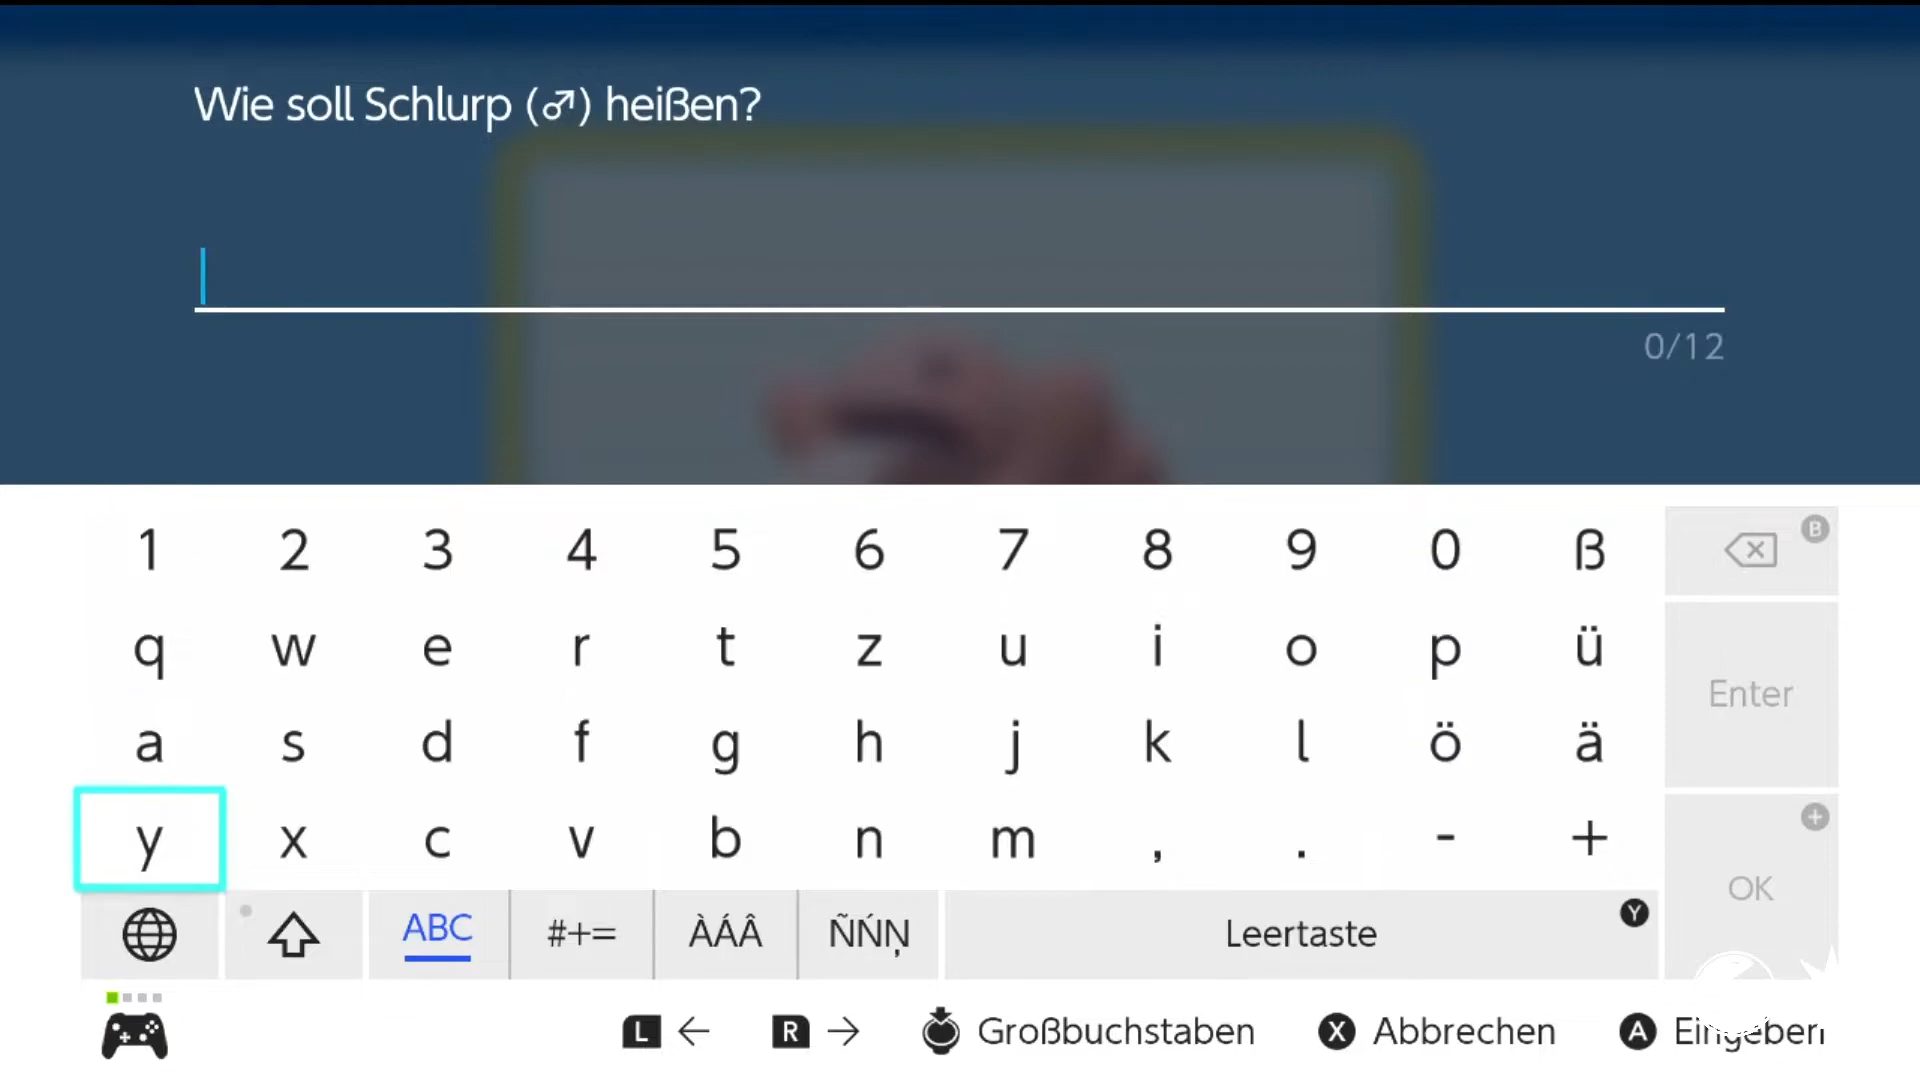 Wie soll Schlurp (♂) heißen?
0/12
1 2 3 4 5 6 7 8 9 0 ß B
q w e r t z u i o p ü Enter
a s d f g h j k l ö ä
y x c v b n m , . - + OK
ABC #+= ÀÁÂ ÑŃŅ Leertaste Y
L ← R → Großbuchstaben X Abbrechen A Eingeben